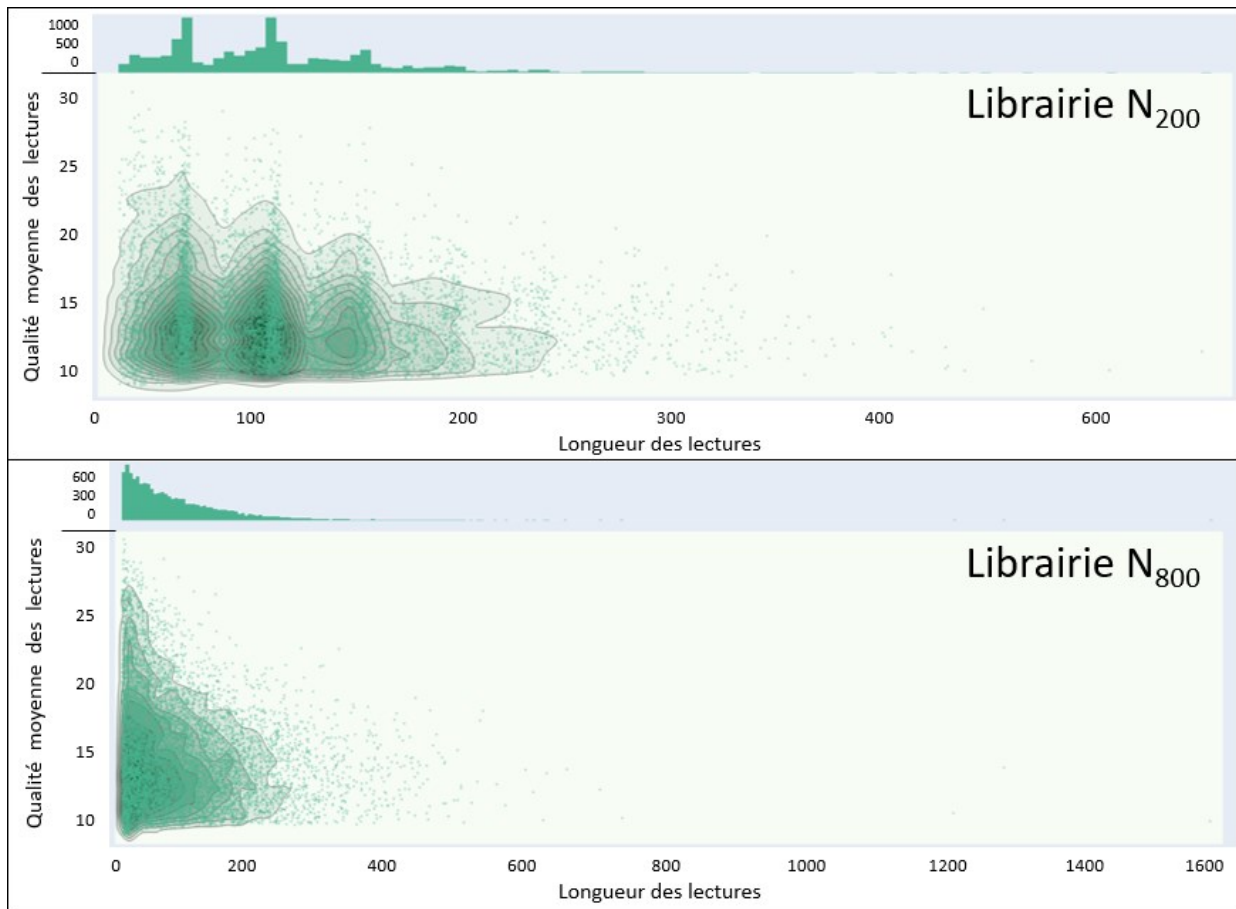 1000
500
0
Librairie N200
Qualité moyenne des lectures
30
25
20
15
10
0 100 200 300 400 600
Longueur des lectures
600
300
0
Librairie N800
Qualité moyenne des lectures
30
25
20
15
10
0 200 400 600 800 1000 1200 1400 1600
Longueur des lectures